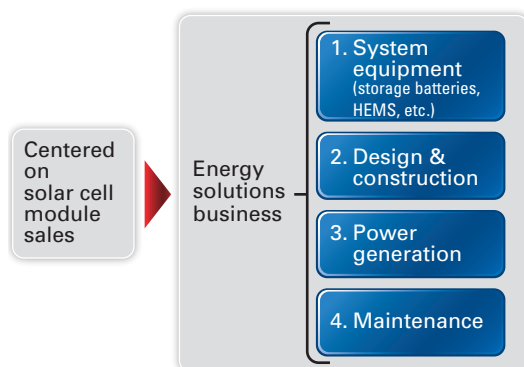 Centered
on
solar cell
module
sales
Energy
solutions
business
1. System
equipment
(storage batteries,
HEMS, etc.)
2. Design &
construction
3. Power
generation
4. Maintenance